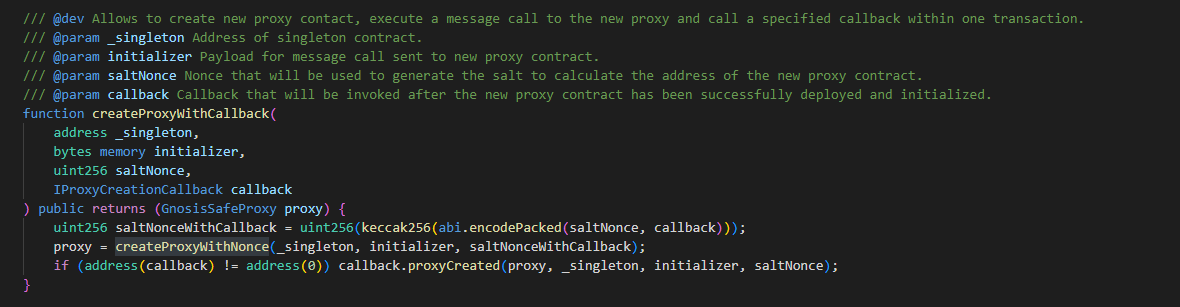 /// @dev Allows to create new proxy contact, execute a message call to the new proxy and call a specified callback within one transaction.
/// @param _singleton Address of singleton contract.
/// @param initializer Payload for message call sent to new proxy contract.
/// @param saltNonce Nonce that will be used to generate the salt to calculate the address of the new proxy contract.
/// @param callback Callback that will be invoked after the new proxy contract has been successfully deployed and initialized.
function createProxyWithCallback(
    address _singleton,
    bytes memory initializer,
    uint256 saltNonce,
    IProxyCreationCallback callback
) public returns (GnosisSafeProxy proxy) {
    uint256 saltNonceWithCallback = uint256(keccak256(abi.encodePacked(saltNonce, callback)));
    proxy = createProxyWithNonce(_singleton, initializer, saltNonceWithCallback);
    if (address(callback) != address(0)) callback.proxyCreated(proxy, _singleton, initializer, saltNonce);
}